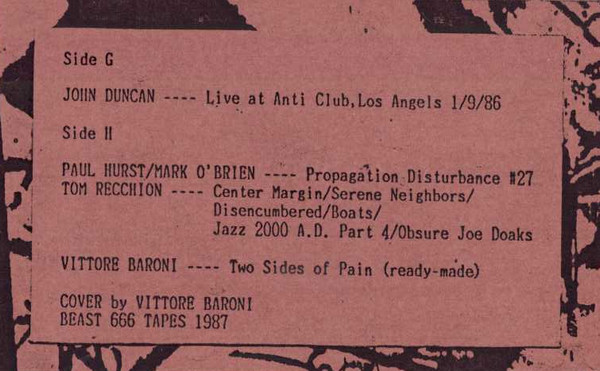 Side G
JOHN DUNCAN ---- Live at Anti Club,Los Angels 1/9/86
Side H
PAUL HURST/MARK O'BRIEN ---- Propagation Disturbance #27
TOM RECCHION ---- Center Margin/Serene Neighbors/
Disencumbered/Boats/
Jazz 2000 A.D. Part 4/Obsure Joe Doaks
VITTORE BARONI ---- Two Sides of Pain (ready-made)
COVER by VITTORE BARONI
BEAST 666 TAPES 1987